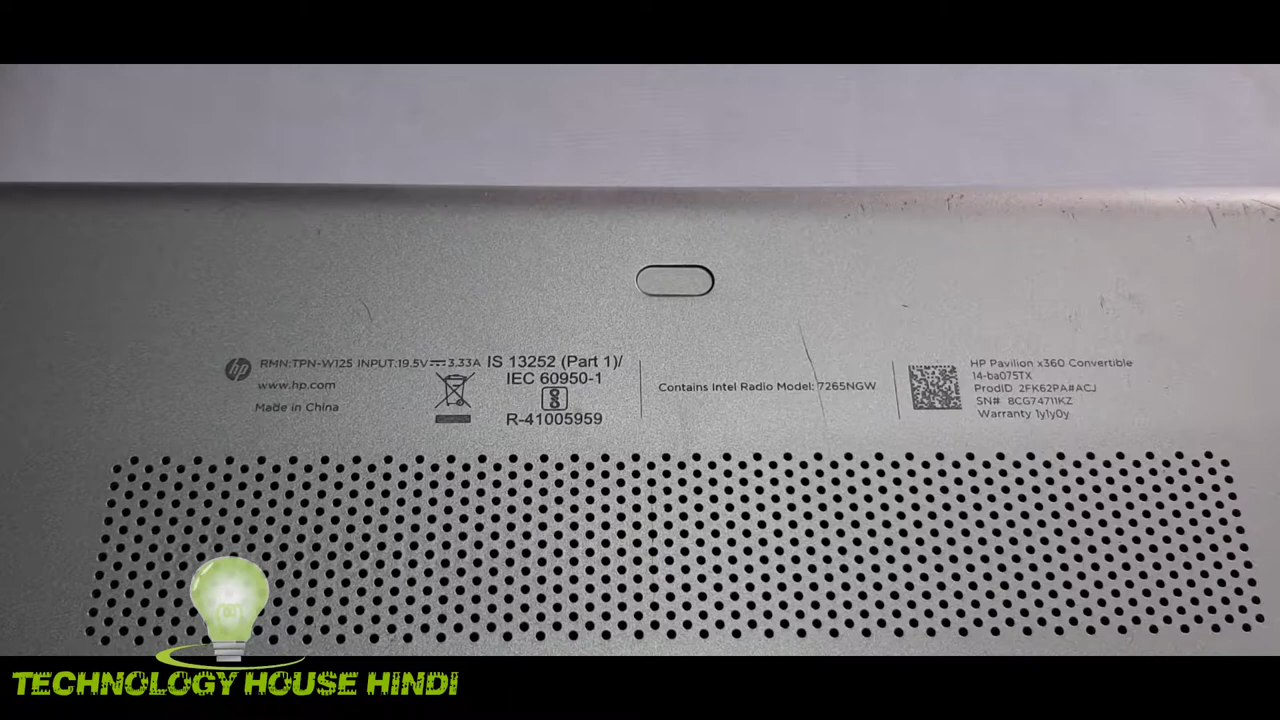 hp
RMN:TPN-W125 INPUT:19.5V⎓3.33A
www.hp.com
Made in China
IS 13252 (Part 1)/
IEC 60950-1
R-41005959
Contains Intel Radio Model: 7265NGW
HP Pavilion x360 Convertible
14-ba075TX
ProdID 2FK62PA#ACJ
SN# 8CG74711KZ
Warranty 1y1y0y
TECHNOLOGY HOUSE HINDI